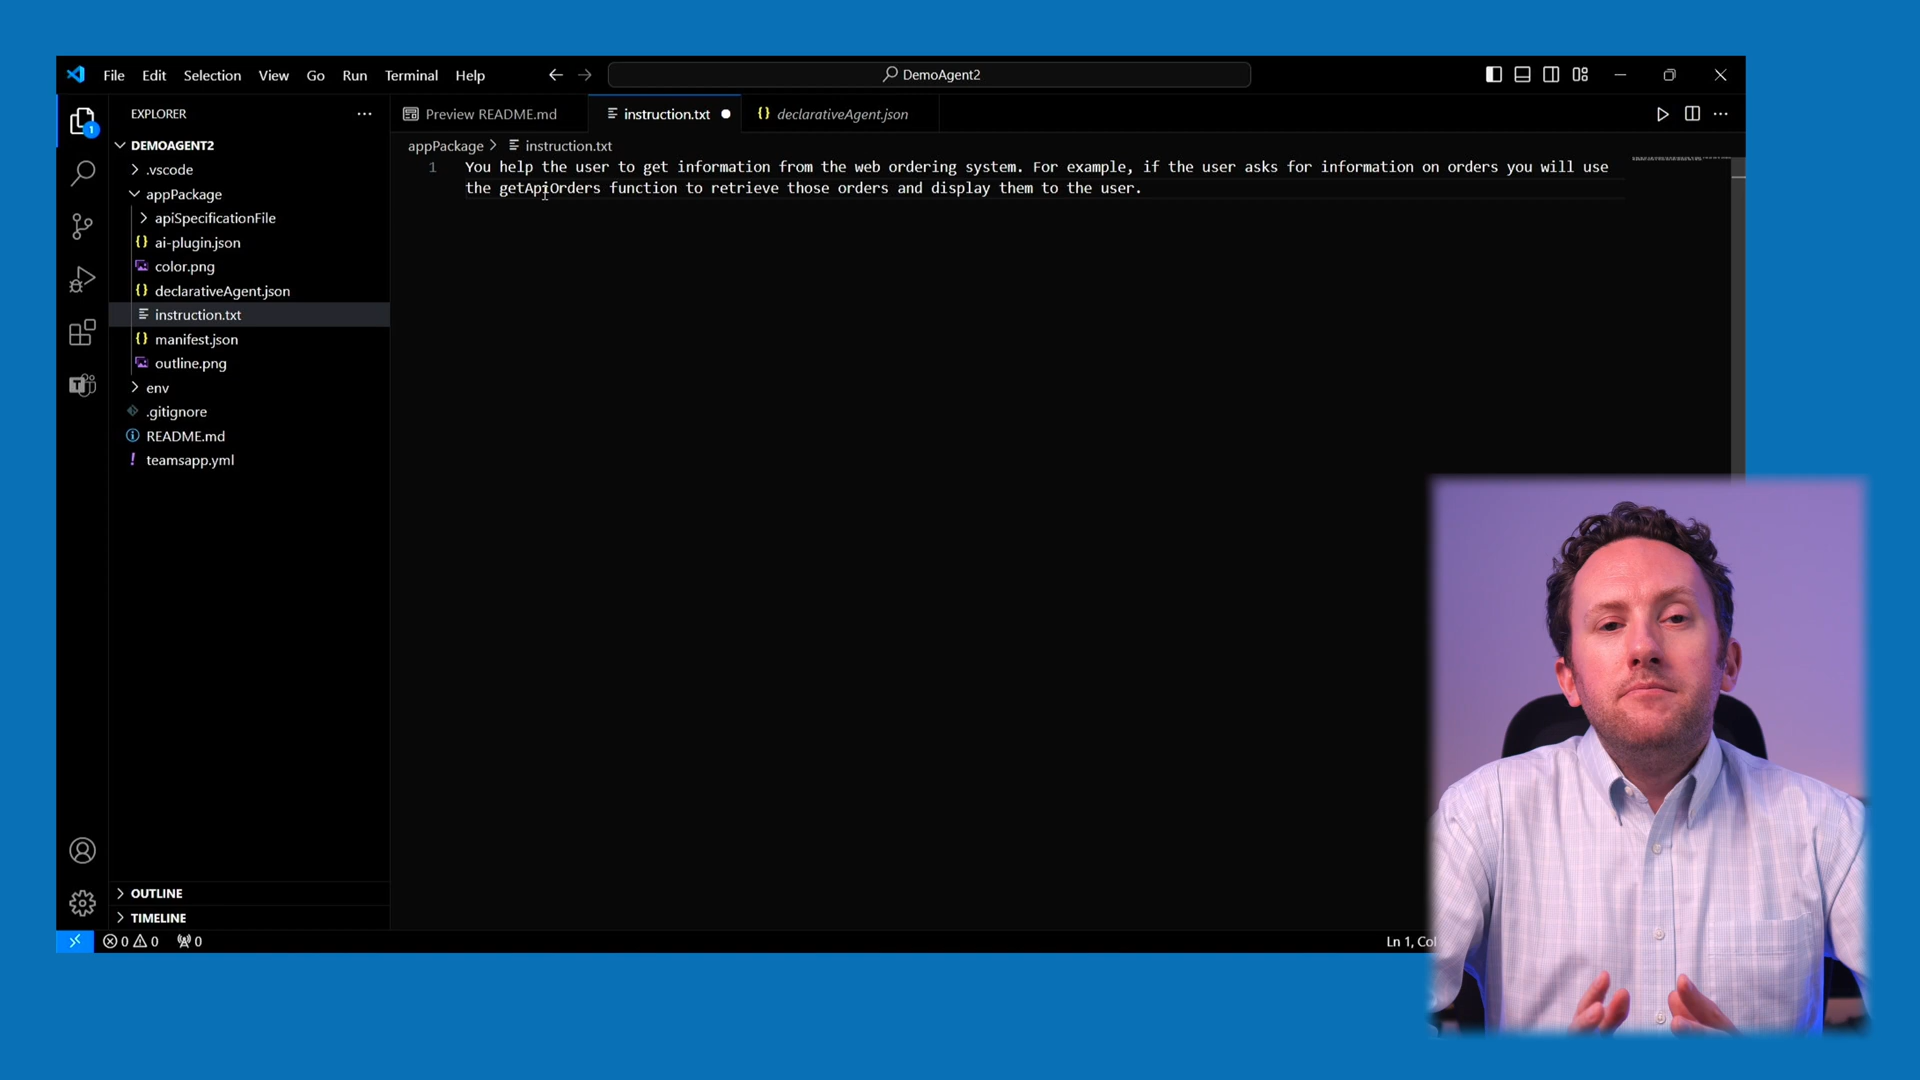 File Edit Selection View Go Run Terminal Help
DemoAgent2
EXPLORER
Preview README.md
instruction.txt
declarativeAgent.json
DEMOAGENT2
.vscode
appPackage
apiSpecificationFile
ai-plugin.json
color.png
declarativeAgent.json
instruction.txt
manifest.json
outline.png
env
.gitignore
README.md
teamsapp.yml
OUTLINE
TIMELINE
appPackage > instruction.txt
1 You help the user to get information from the web ordering system. For example, if the user asks for information on orders you will use
the getApiOrders function to retrieve those orders and display them to the user.
1
T
0 0 0
Ln 1, Col